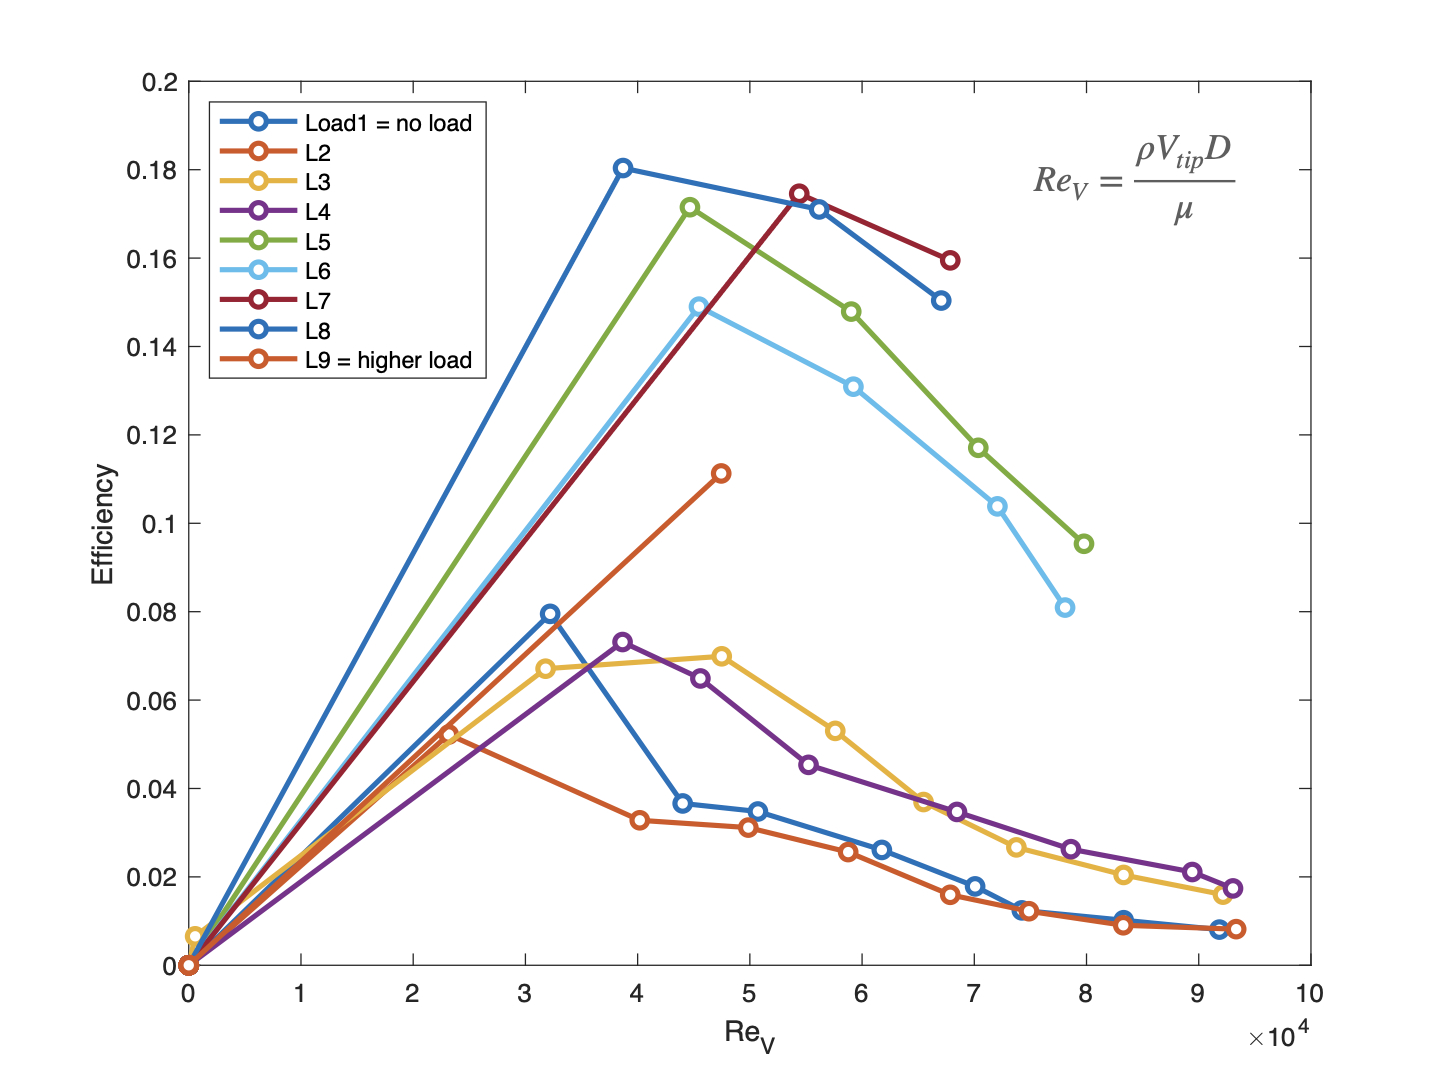 0.2
0.18
0.16
0.14
0.12
0.1
0.08
0.06
0.04
0.02
0
Efficiency
Load1 = no load
L2
L3
L4
L5
L6
L7
L8
L9 = higher load
Re_V = ρV_tip D / μ
0 1 2 3 4 5 6 7 8 9 10
×10⁴
Re_V